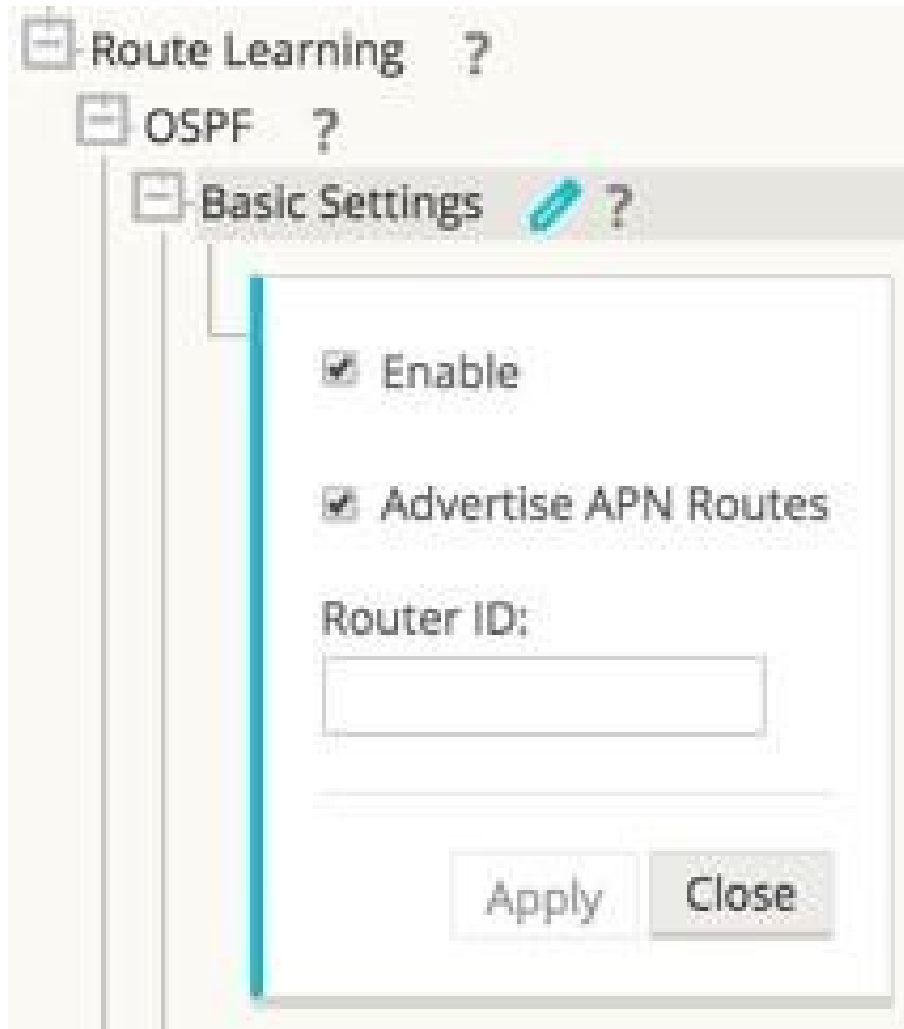 Route Learning ?
OSPF ?
Basic Settings ?
Enable
Advertise APN Routes
Router ID:
Apply Close